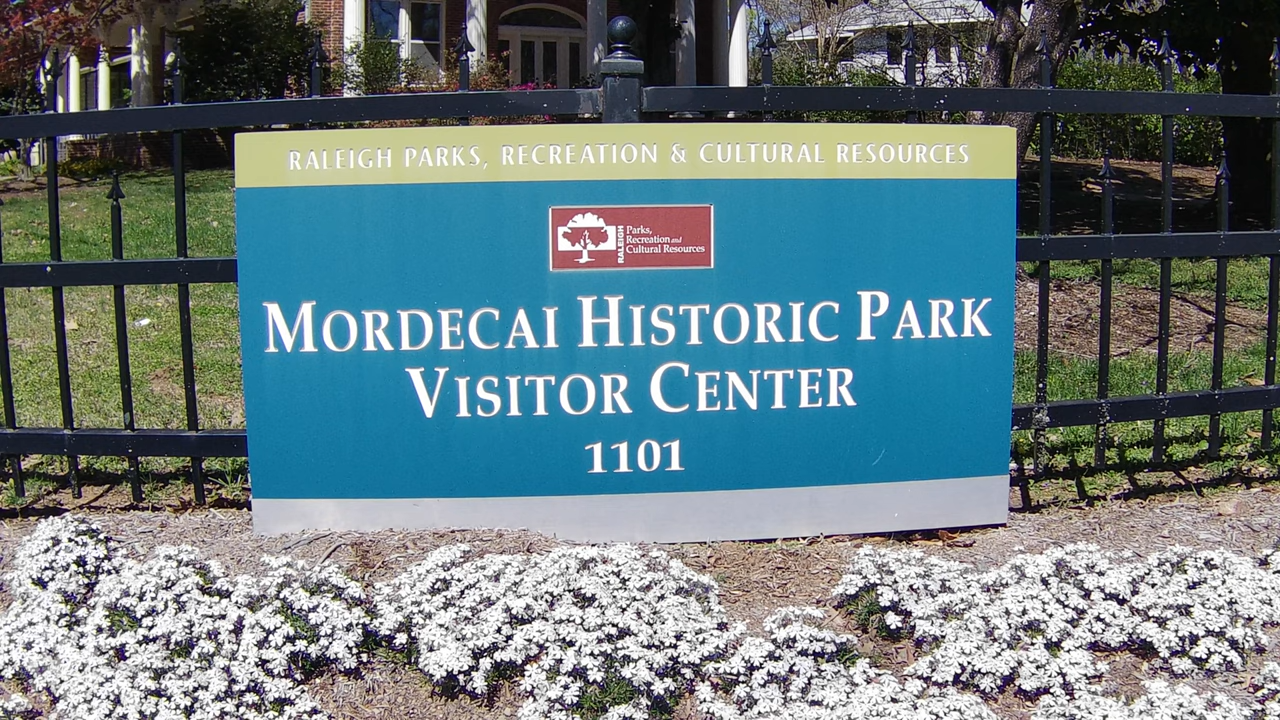 RALEIGH PARKS, RECREATION & CULTURAL RESOURCES
RALEIGH
Parks,
Recreation and
Cultural Resources
MORDECAI HISTORIC PARK
VISITOR CENTER
1101